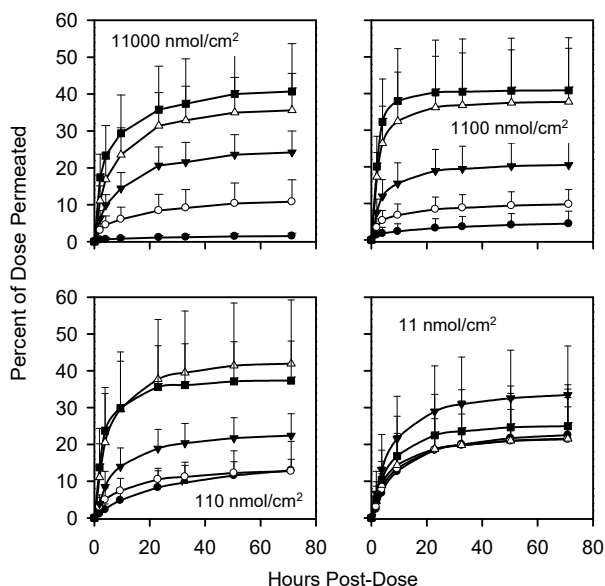 Percent of Dose Permeated
60
50
40
30
20
10
0
11000 nmol/cm²
1100 nmol/cm²
60
50
40
30
20
10
0
0 20 40 60 80
110 nmol/cm²
0 20 40 60 80
11 nmol/cm²
Hours Post-Dose